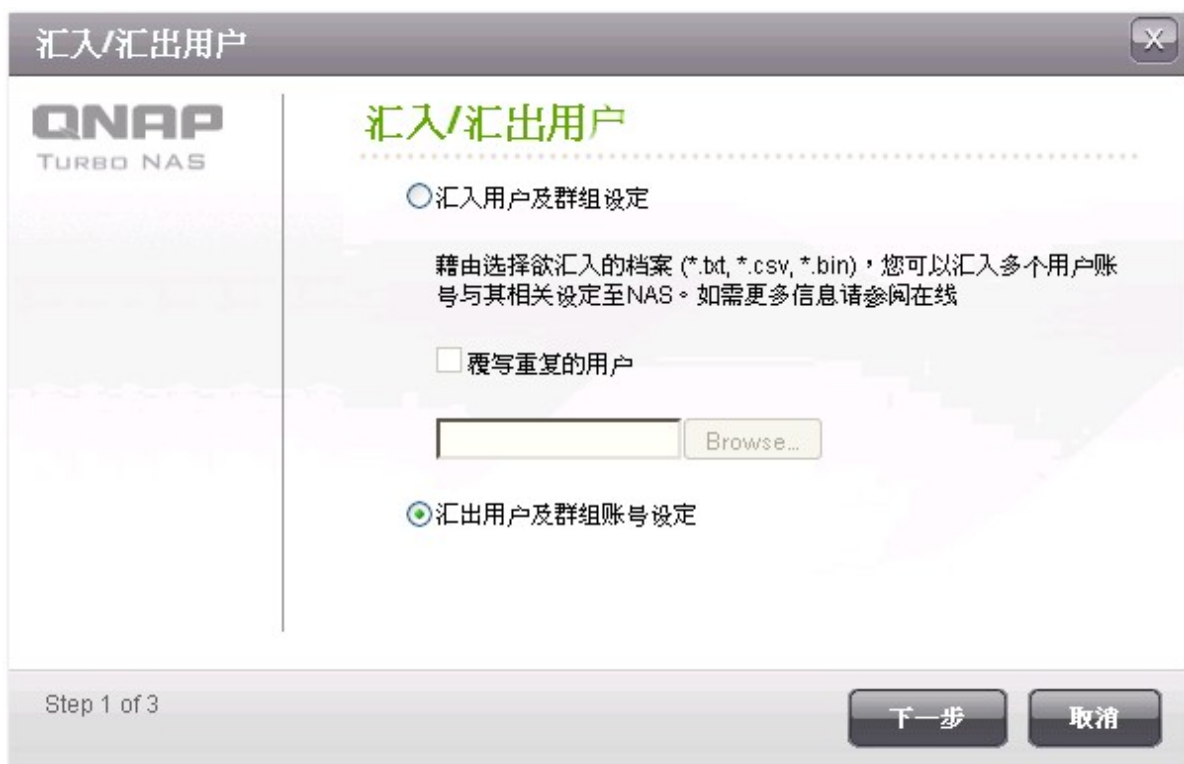 汇入/汇出用户
X
QNAP
TURBO NAS
汇入/汇出用户
汇入用户及群组设定
藉由选择欲汇入的档案 (*.txt, *.csv, *.bin)，您可以汇入多个用户账
号与其相关设定至NAS。如需更多信息请参阅在线
覆写重复的用户
Browse...
汇出用户及群组账号设定
Step 1 of 3
下一步
取消